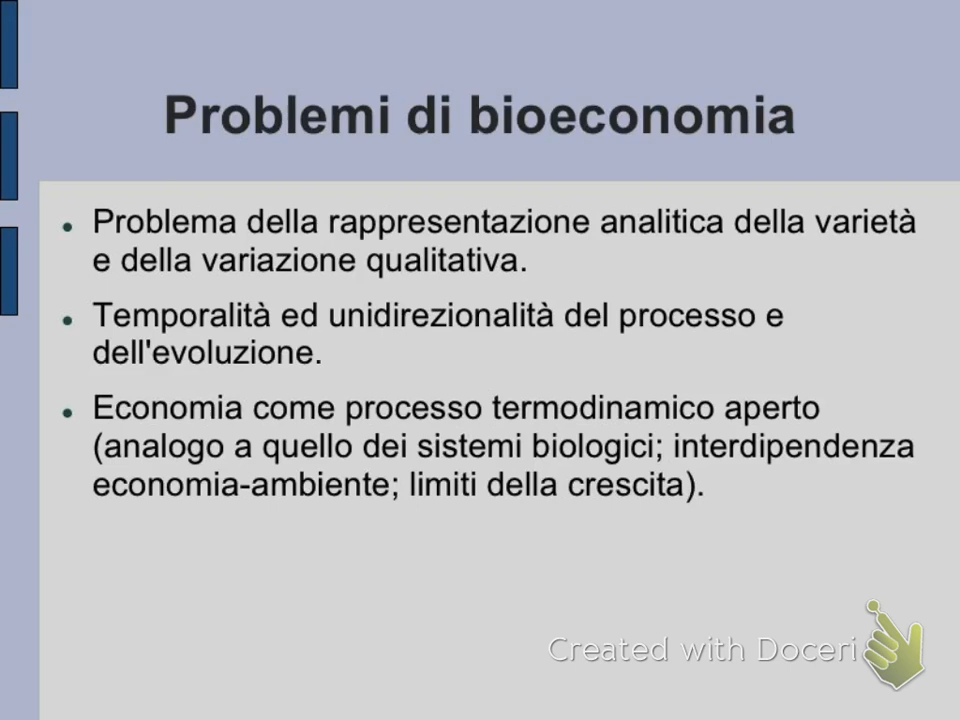 Problemi di bioeconomia
Problema della rappresentazione analitica della varietà
e della variazione qualitativa.
Temporalità ed unidirezionalità del processo e
dell'evoluzione.
Economia come processo termodinamico aperto
(analogo a quello dei sistemi biologici; interdipendenza
economia-ambiente; limiti della crescita).
Created with Doceri